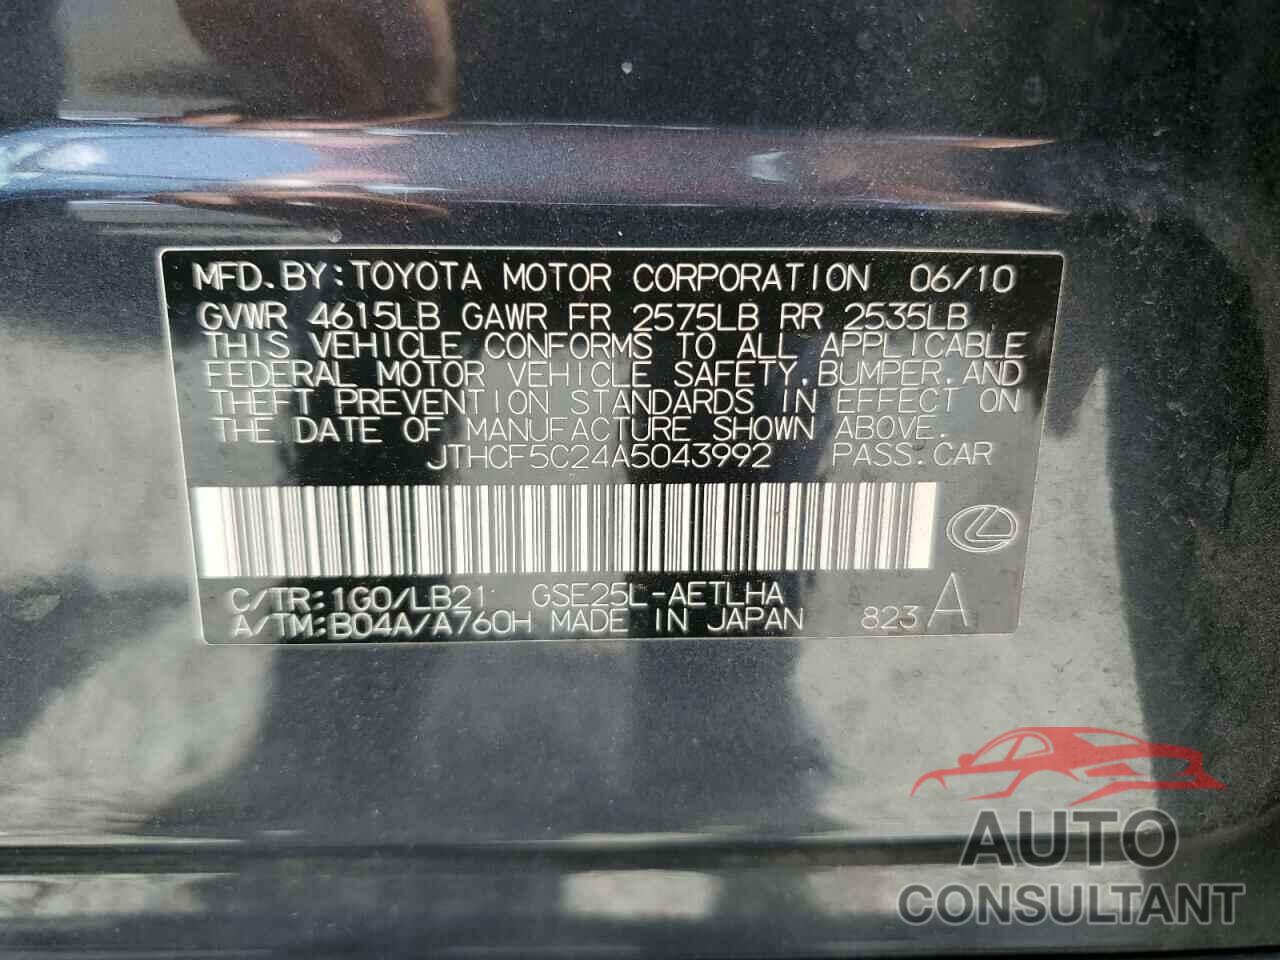 MFD. BY: TOYOTA MOTOR CORPORATION 06/10
GVWR 4615LB GAWR FR 2575LB RR 2535LB
THIS VEHICLE CONFORMS TO ALL APPLICABLE
FEDERAL MOTOR VEHICLE SAFETY, BUMPER, AND
THEFT PREVENTION STANDARDS IN EFFECT ON
THE DATE OF MANUFACTURE SHOWN ABOVE.
JTHCF5C24A5043992 PASS. CAR
C/TR: 1G0/LB21 GSE25L-AETLHA
A/TM: B04A/A760H MADE IN JAPAN 823 A
AUTO
CONSULTANT